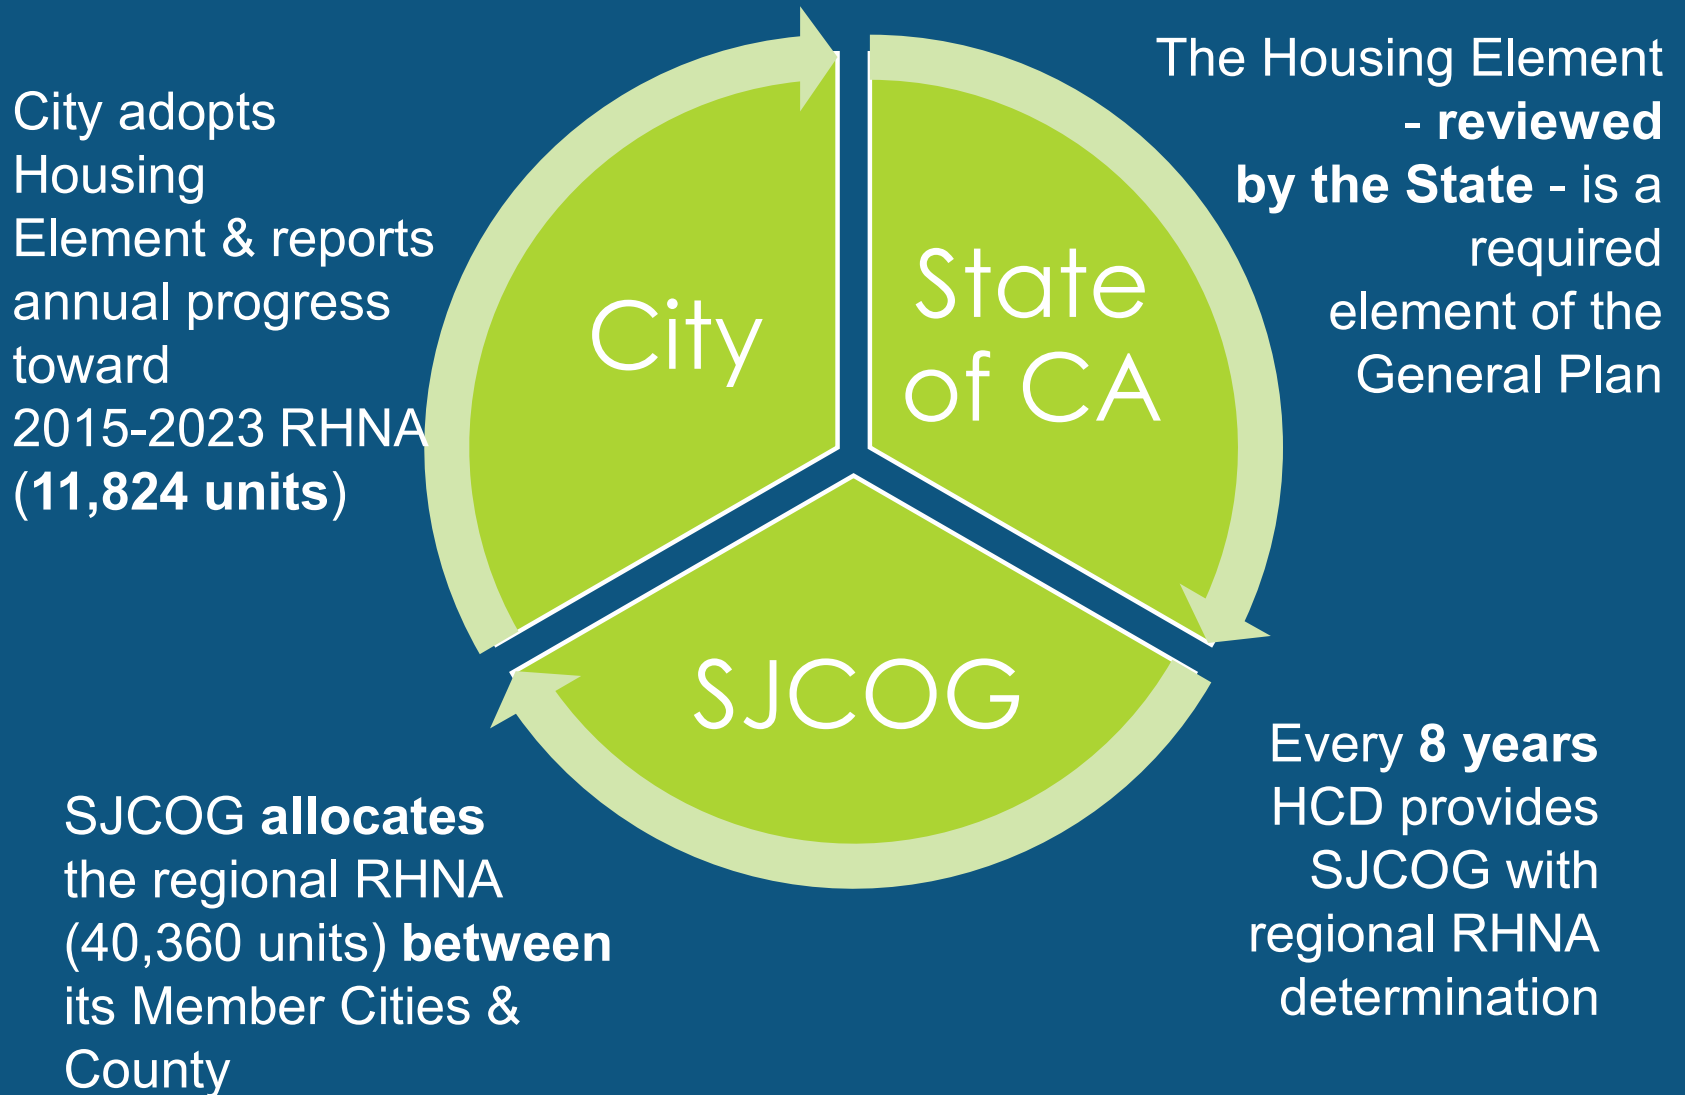 City adopts
Housing
Element & reports
annual progress
toward
2015-2023 RHNA
(11,824 units)
City
State
of CA
The Housing Element
- reviewed
by the State - is a
required
element of the
General Plan
SJCOG
SJCOG allocates
the regional RHNA
(40,360 units) between
its Member Cities &
County
Every 8 years
HCD provides
SJCOG with
regional RHNA
determination